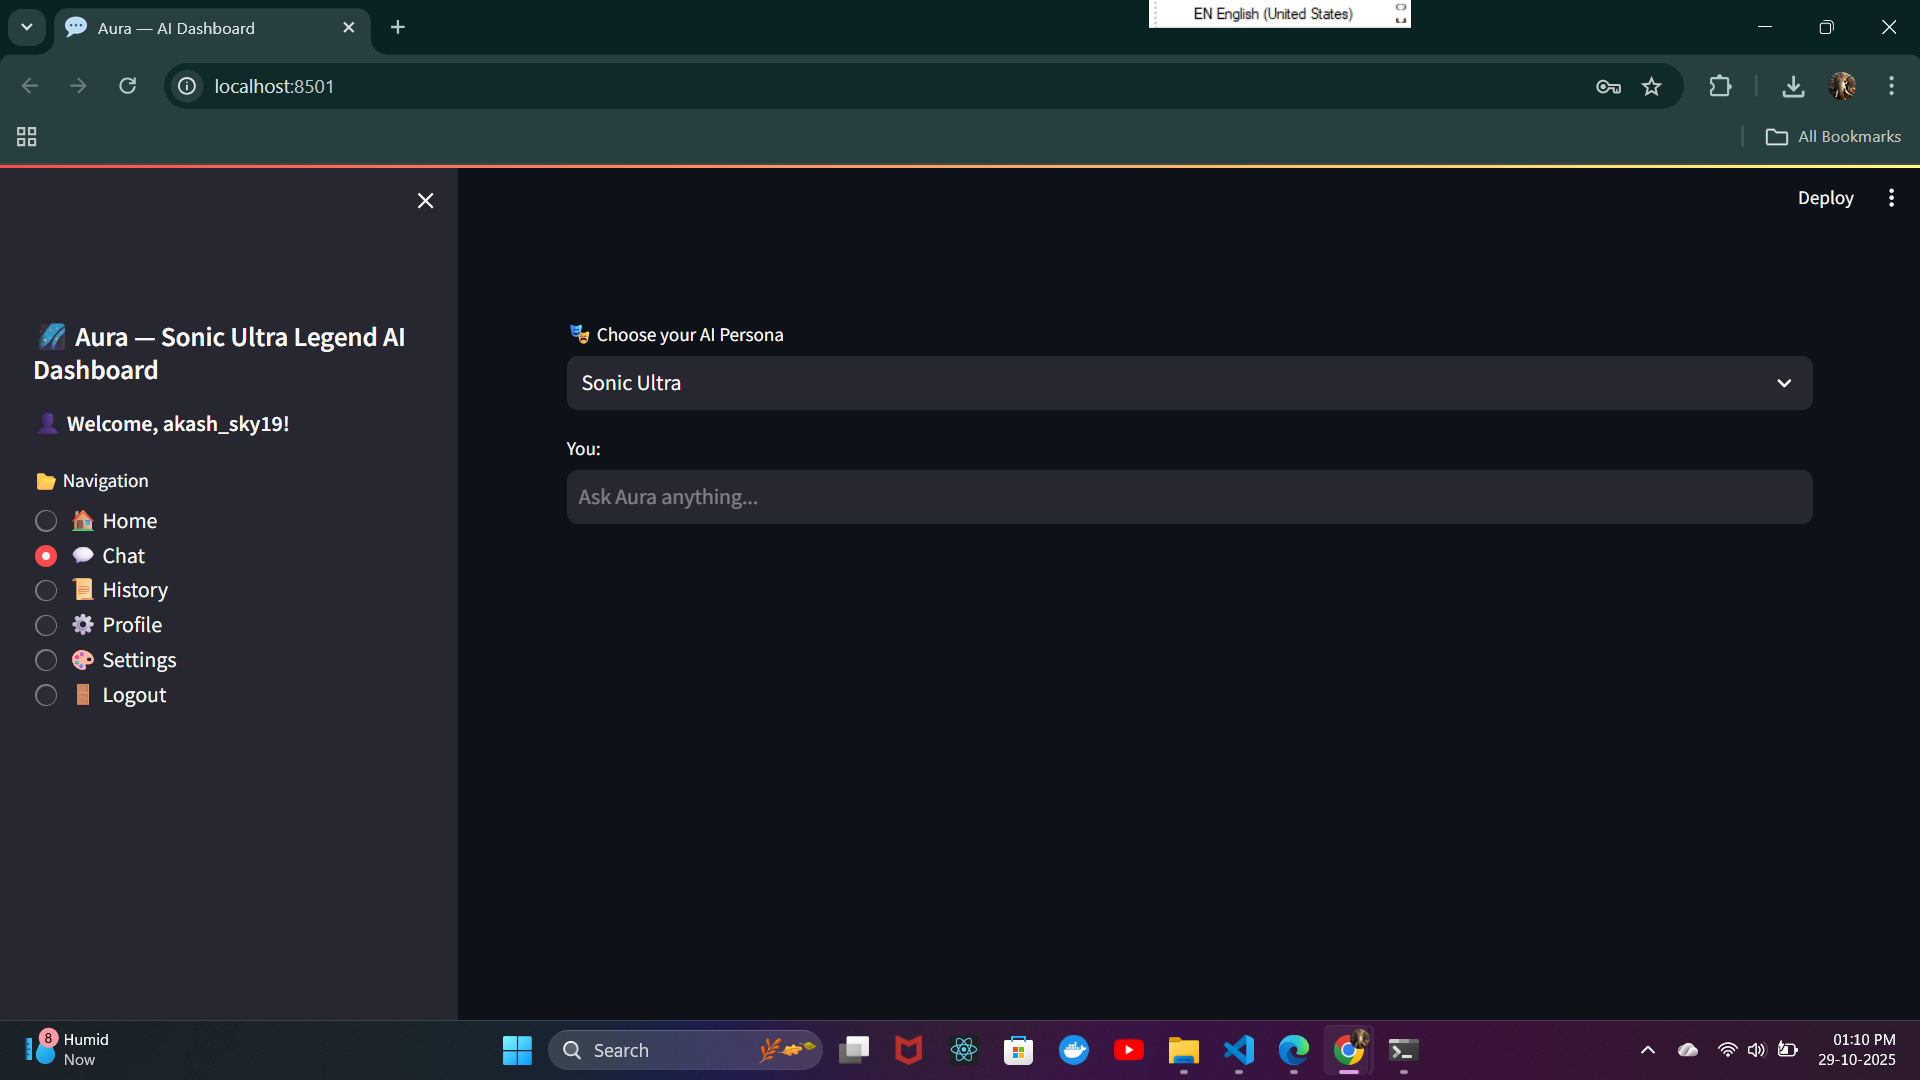 Aura — AI Dashboard
EN English (United States)
localhost:8501
All Bookmarks
Deploy
Aura — Sonic Ultra Legend AI
Dashboard
Welcome, akash_sky19!
Navigation
Home
Chat
History
Profile
Settings
Logout
Choose your AI Persona
Sonic Ultra
You:
Ask Aura anything...
8
Humid
Now
Search
01:10 PM
29-10-2025